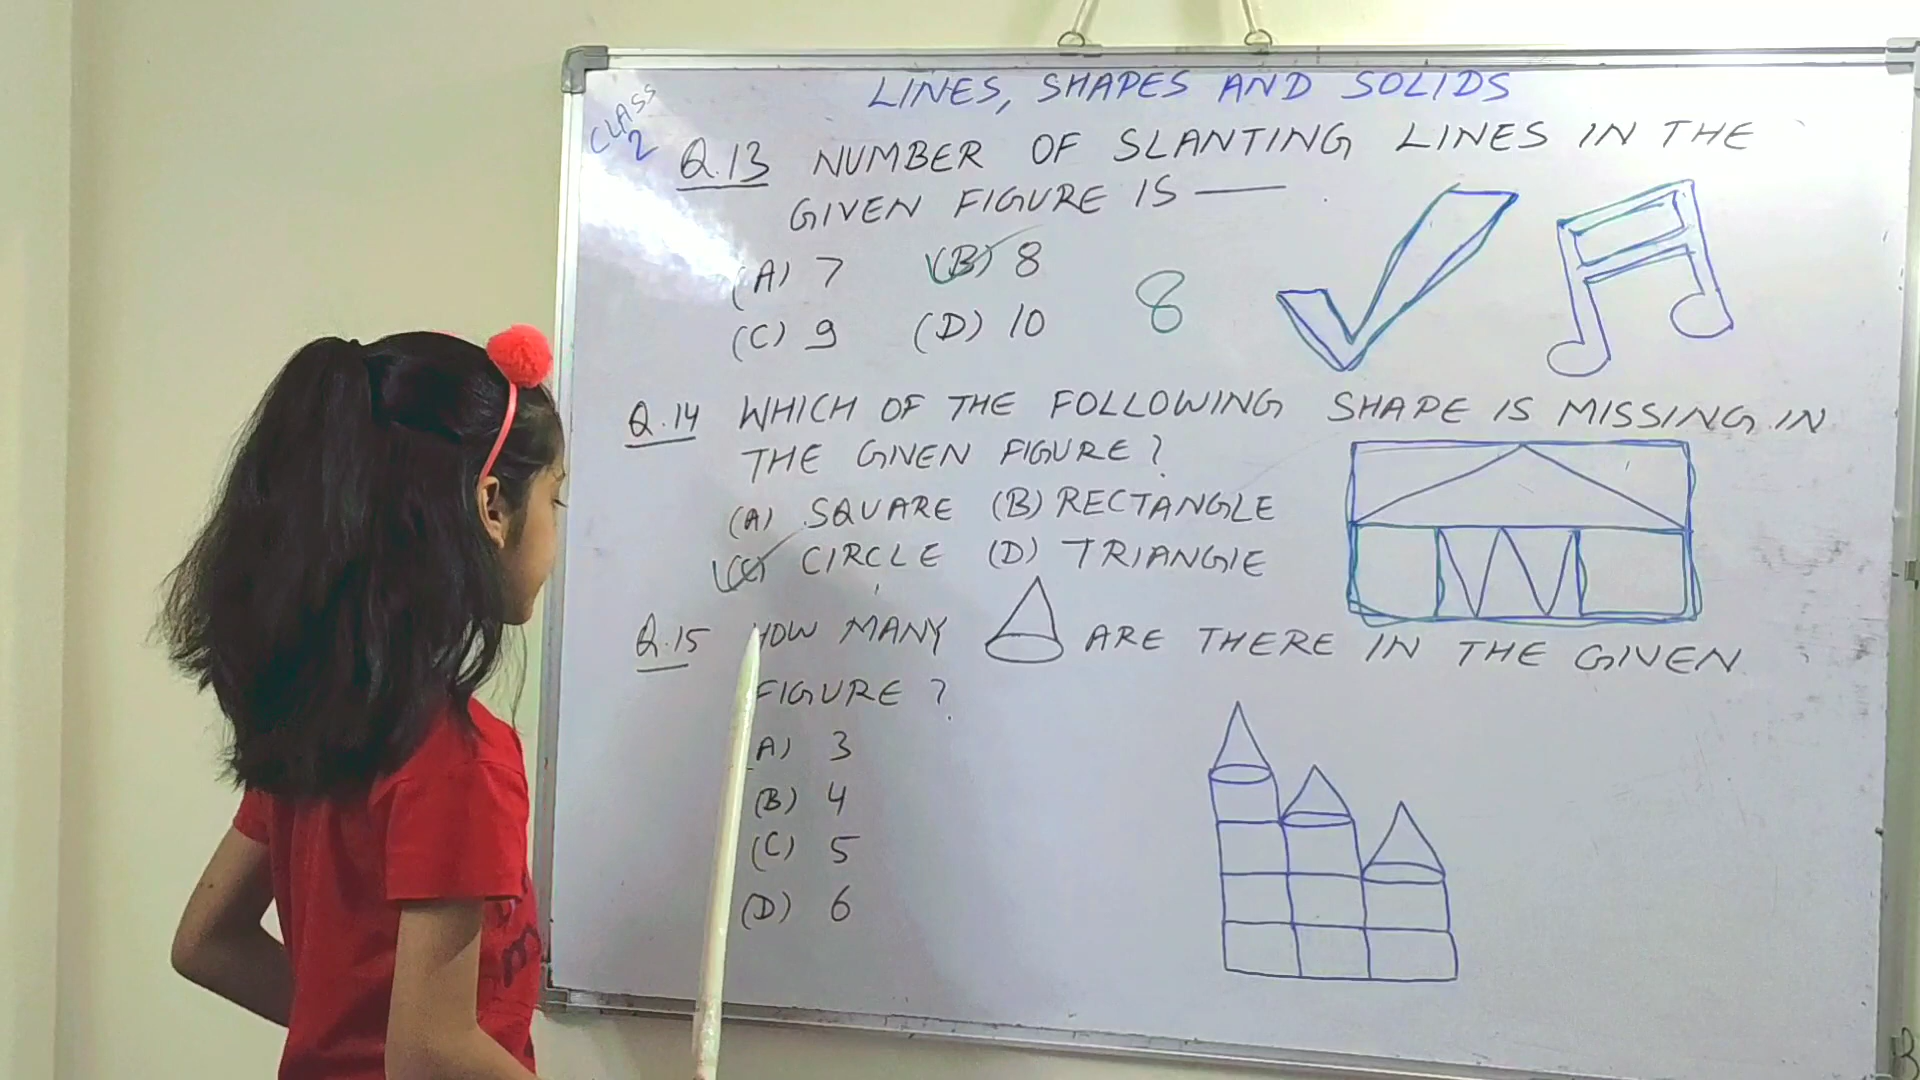 CLASS
2
LINES, SHAPES AND SOLIDS
Q.13 NUMBER OF SLANTING LINES IN THE
GIVEN FIGURE IS —— .
(A) 7 (B) 8
8
(C) 9 (D) 10
Q.14 WHICH OF THE FOLLOWING SHAPE IS MISSING IN
THE GIVEN FIGURE ?
(A) SQUARE (B) RECTANGLE
(C) CIRCLE (D) TRIANGLE
Q.15 HOW MANY ARE THERE IN THE GIVEN
FIGURE ?
(A) 3
(B) 4
(C) 5
(D) 6